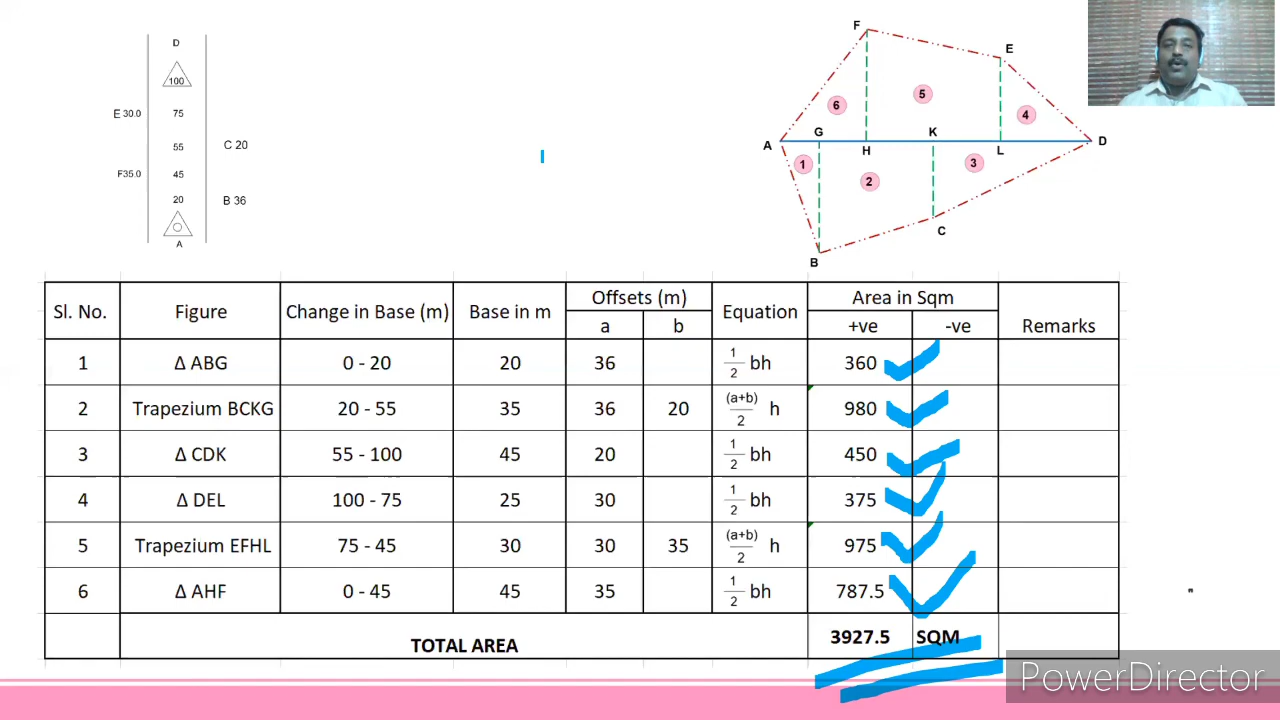 D
100
E 30.0 75
55 C 20
F35.0 45
20 B 36
A
F
E
6 5 4
A G H K L D
1 2 3
C
B
Sl. No. Figure Change in Base (m) Base in m Offsets (m) Equation Area in Sqm Remarks
a b +ve -ve
1 Δ ABG 0 - 20 20 36 1/2 bh 360
2 Trapezium BCKG 20 - 55 35 36 20 (a+b)/2 h 980
3 Δ CDK 55 - 100 45 20 1/2 bh 450
4 Δ DEL 100 - 75 25 30 1/2 bh 375
5 Trapezium EFHL 75 - 45 30 30 35 (a+b)/2 h 975
6 Δ AHF 0 - 45 45 35 1/2 bh 787.5
TOTAL AREA 3927.5 SQM
PowerDirector